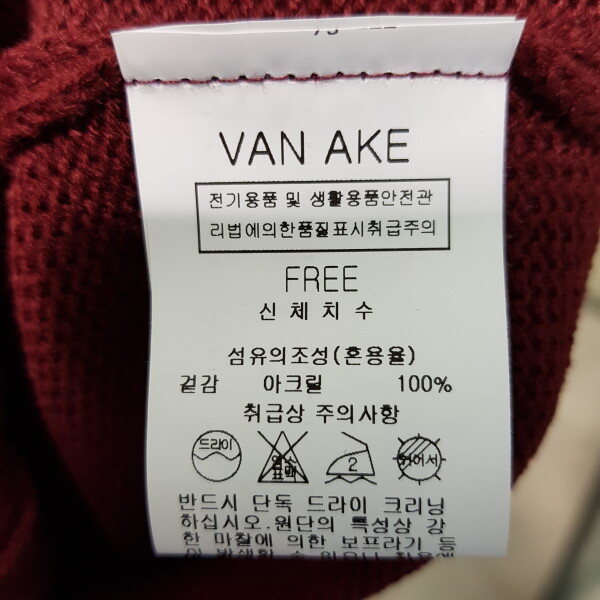 VAN AKE
전기용품 및 생활용품안전관
리법에의한품질표시취급주의
FREE
신체치수
섬유의조성(혼용율)
겉감 아크릴 100%
취급상 주의사항
드라이 염소 표백 2
반드시 단독 드라이 크리닝
하십시오.원단의 특성상 강
한 마찰에 의한 보프라기 등